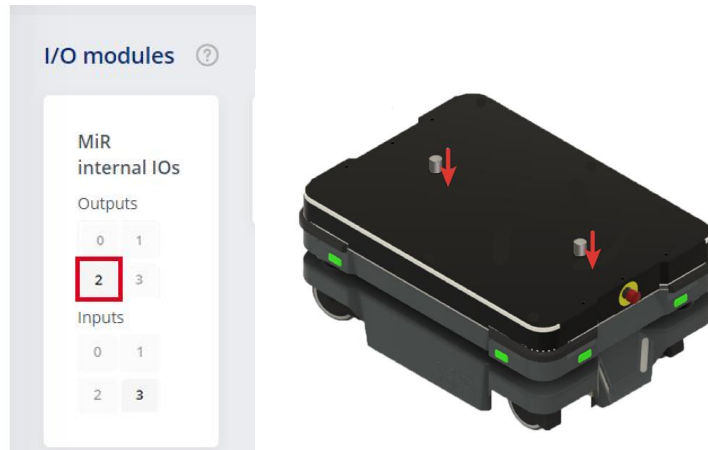 I/O modules ?
MiR
internal IOs
Outputs
0 1
2 3
Inputs
0 1
2 3